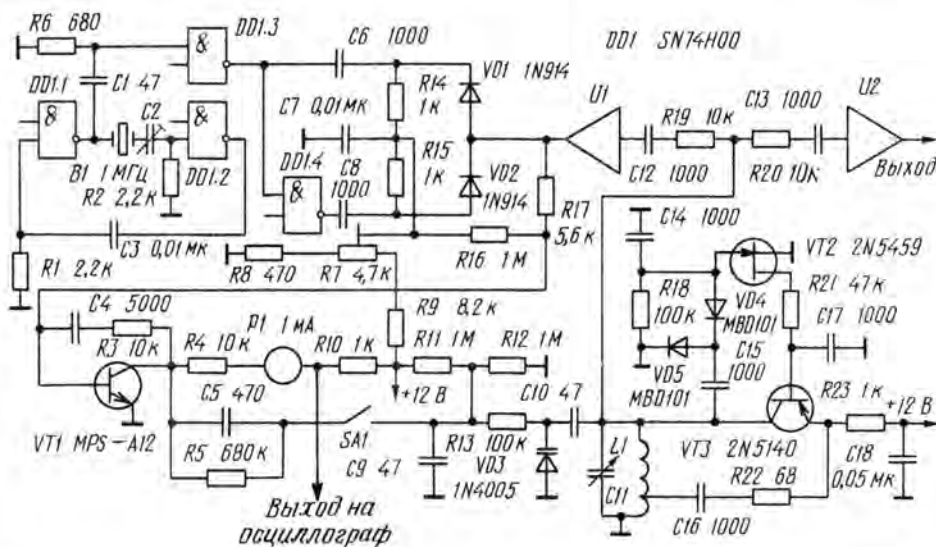 R6 680
DD1.3
C6 1000
DD1 SN74H00
&
DD1.1
C1 47
C2
&
&
B1 1 МГц
R2 2,2к
DD1.2
C3 0,01мк
R1 2,2к
C7 0,01мк
DD1.4
&
C8
1000
R14
1к
R15
1к
VD1 1N914
VD2
1N914
U1
R19 10к
C13 1000
U2
C12 1000
R20 10к
Выход
R17
5,6к
R8 470
R7 4,7к
R16 1М
C14 1000
VT2 2N5459
R18
100к
VD4
MBD101
R21 47к
C17 1000
VD5
MBD101
C15
1000
C4 5000
R3 10к
R4 10к
P1 1 мА
R10 1к
R9 8,2к
R11 1М
R12 1М
+12 В
C10 47
C5 470
R5 680к
SA1
C9 47
R13 100к
VD3
1N4005
VT1 MPS-A12
L1
C11
VT3 2N5140
R22 68
R23 1к
+12 В
C18
0,05мк
C16 1000
Выход на
осциллограф